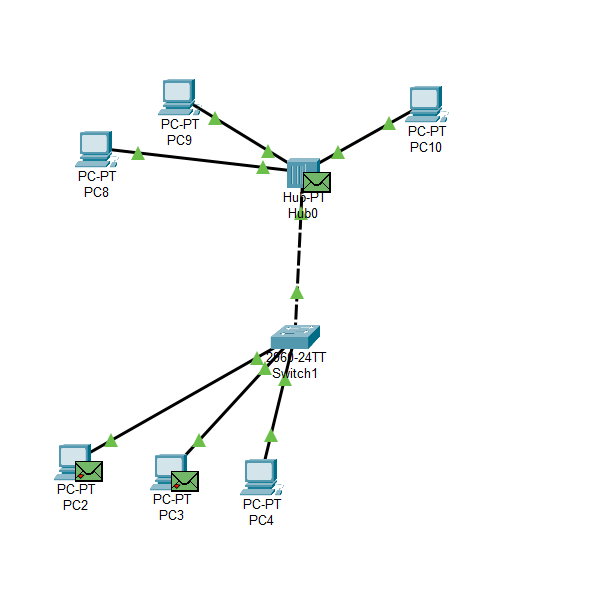 PC-PT
PC9
PC-PT
PC10
PC-PT
PC8
Hub-PT
Hub0
2960-24TT
Switch1
PC-PT
PC2
PC-PT
PC3
PC-PT
PC4